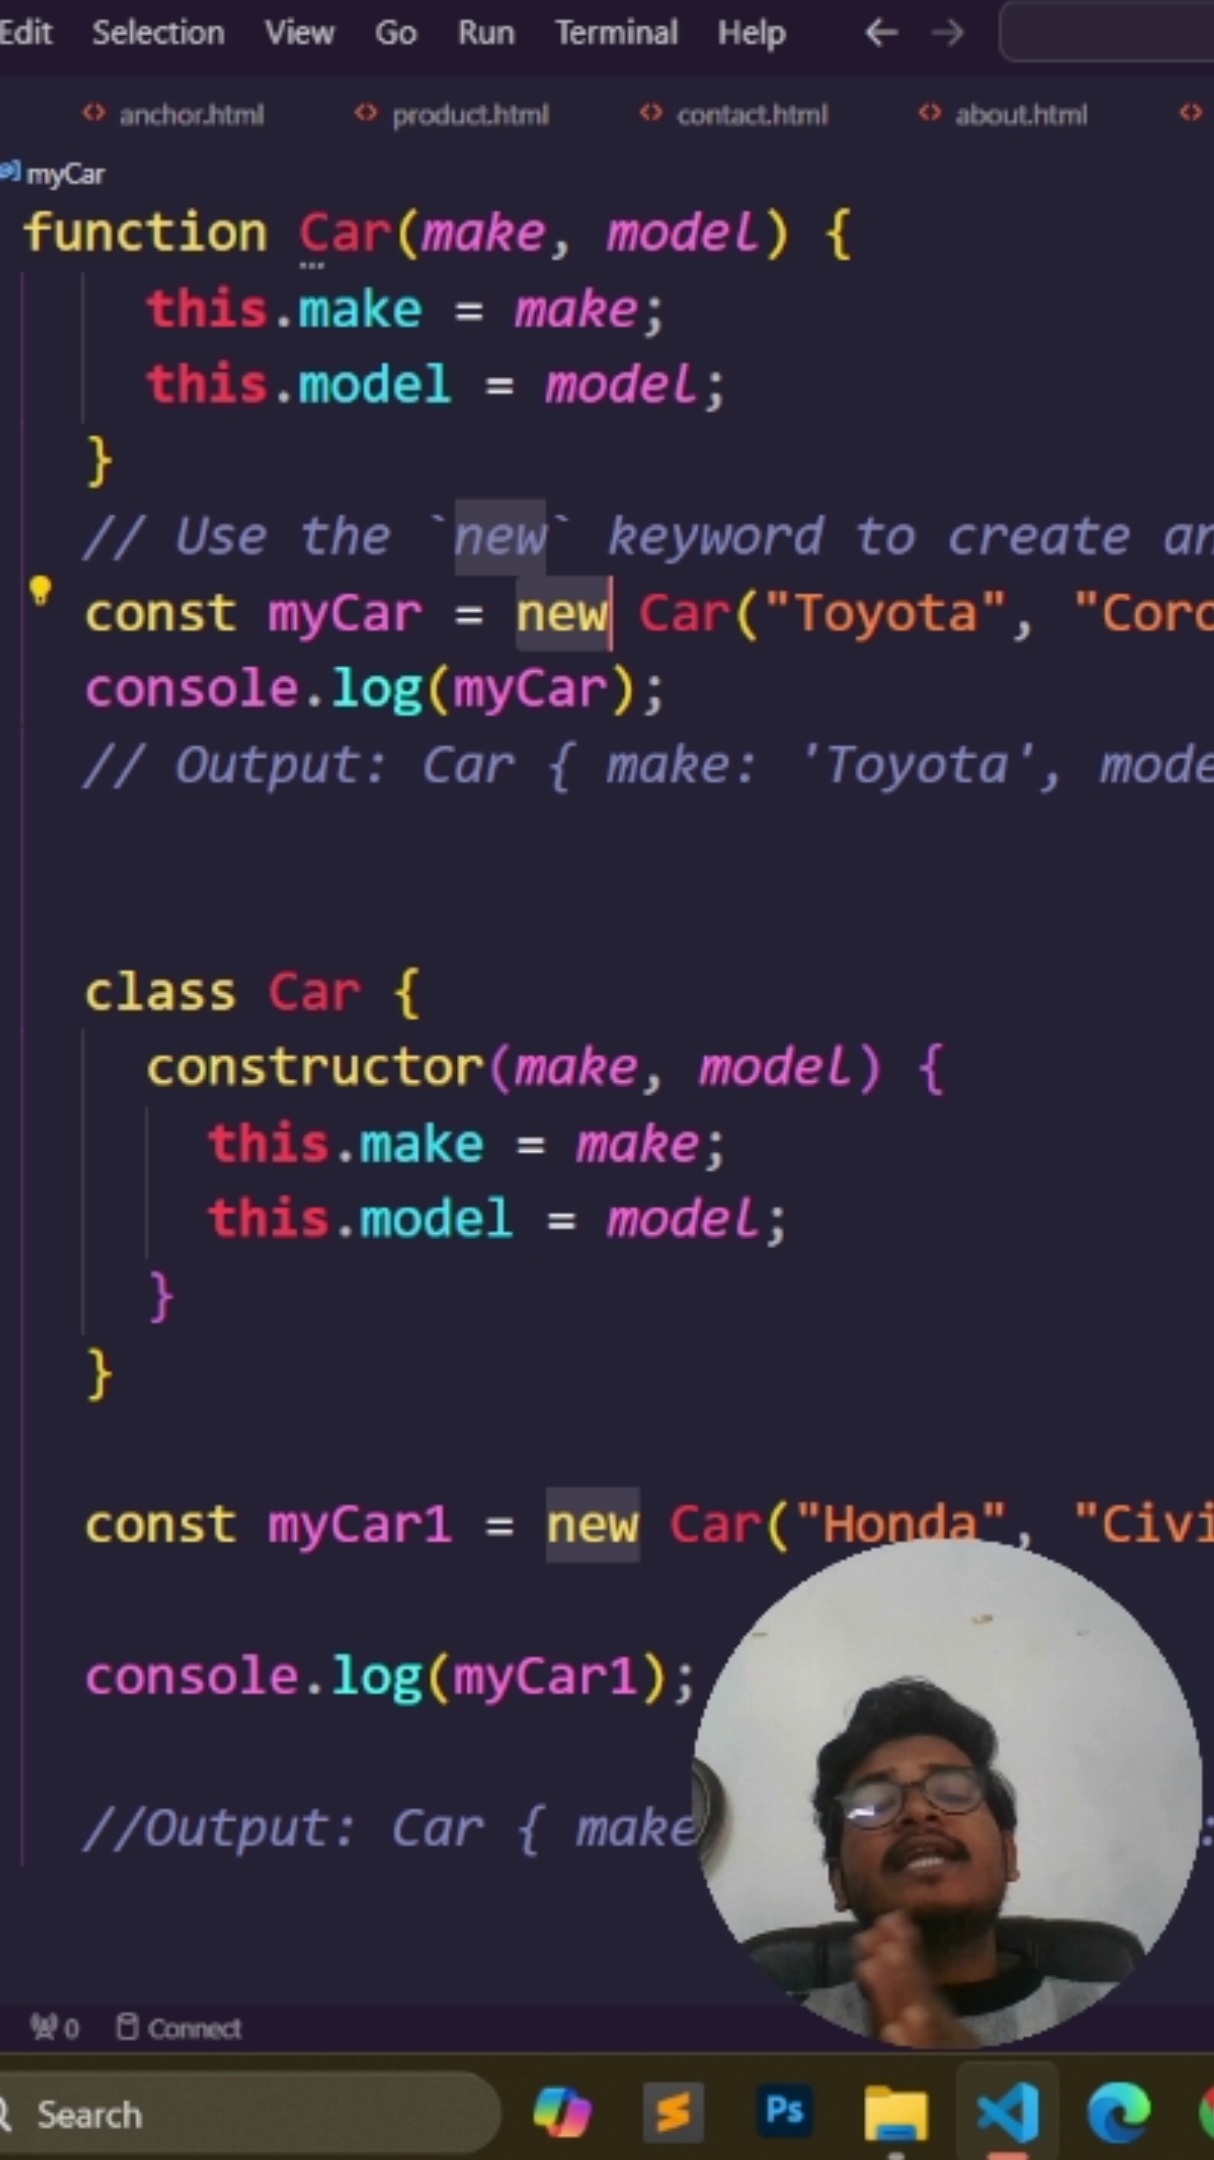 Edit Selection View Go Run Terminal Help
anchor.html product.html contact.html about.html
myCar
function Car(make, model) {
this.make = make;
this.model = model;
}
// Use the `new` keyword to create an
const myCar = new Car("Toyota", "Coro
console.log(myCar);
// Output: Car { make: 'Toyota', mode
class Car {
constructor(make, model) {
this.make = make;
this.model = model;
}
}
const myCar1 = new Car("Honda", "Civi
console.log(myCar1);
//Output: Car { make :
0 Connect
Search Ps